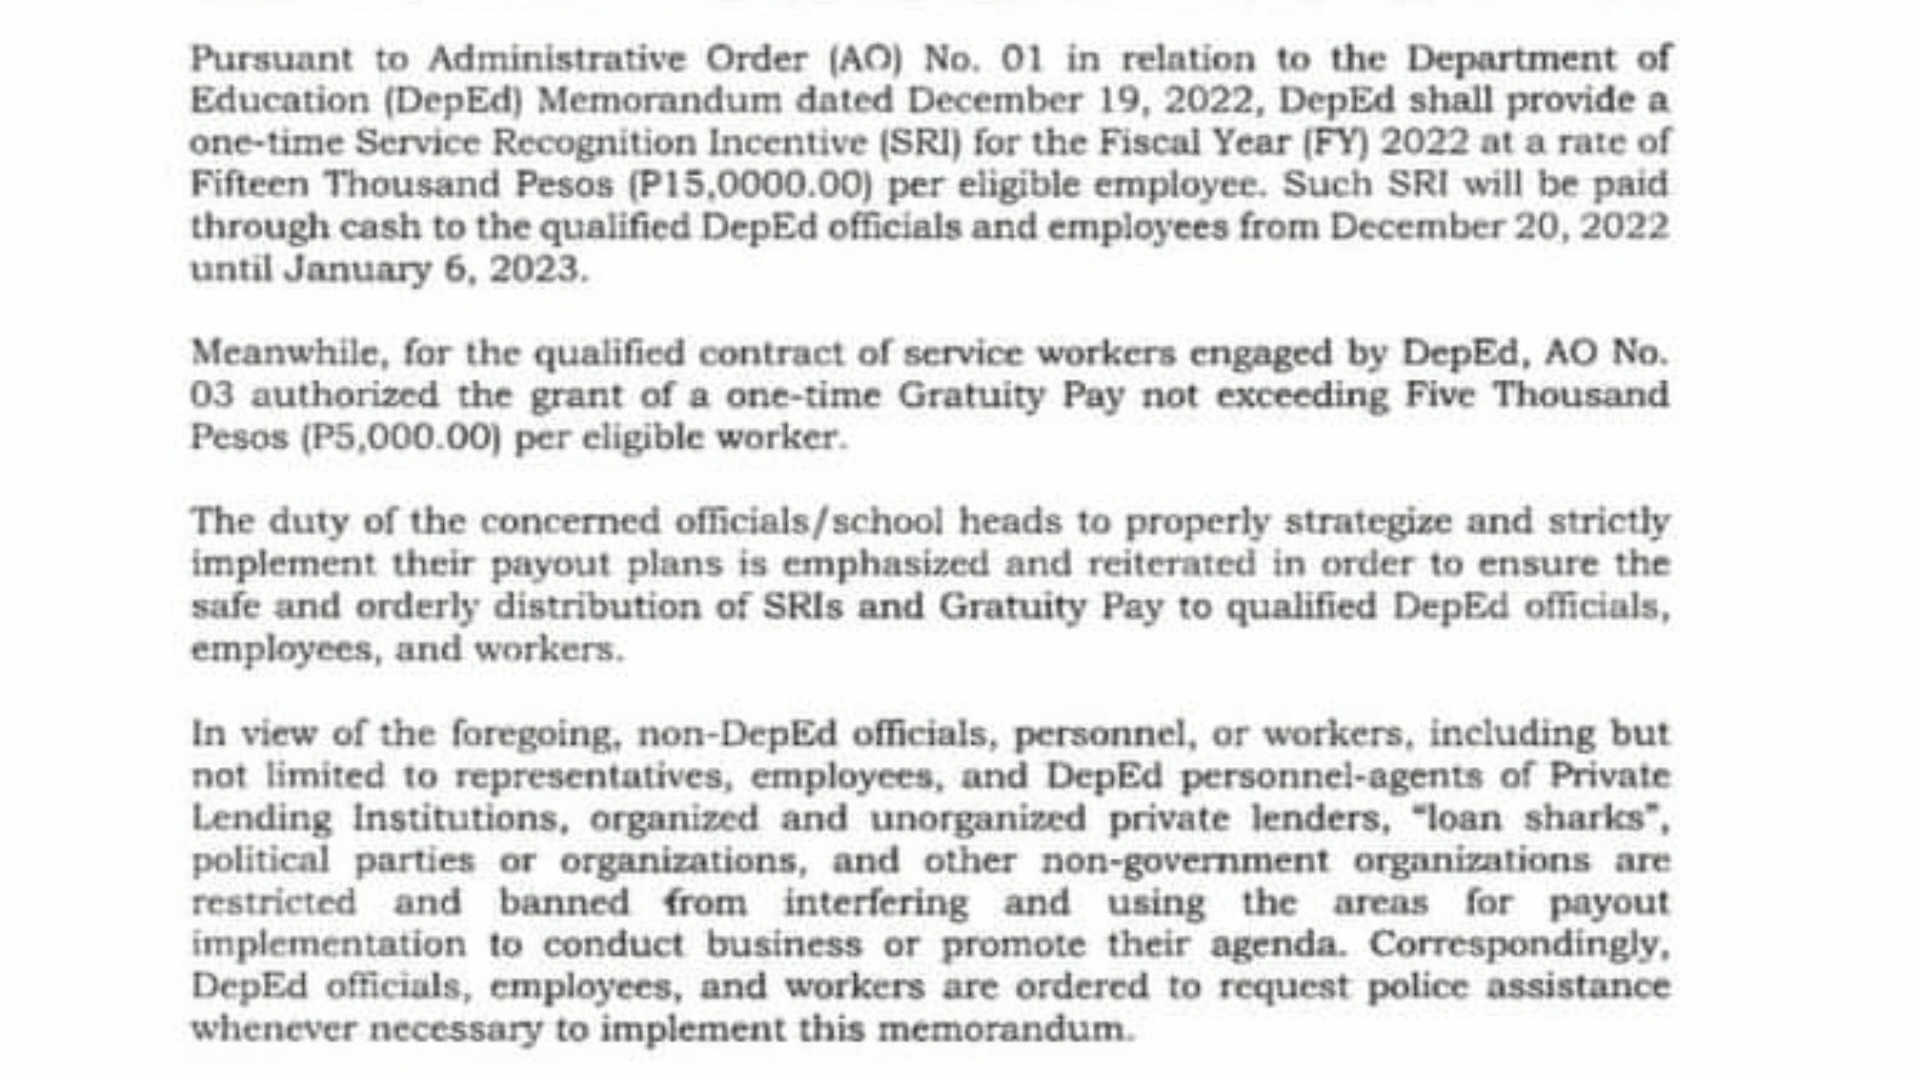 Pursuant to Administrative Order (AO) No. 01 in relation to the Department of
Education (DepEd) Memorandum dated December 19, 2022, DepEd shall provide a
one-time Service Recognition Incentive (SRI) for the Fiscal Year (FY) 2022 at a rate of
Fifteen Thousand Pesos (P15,0000.00) per eligible employee. Such SRI will be paid
through cash to the qualified DepEd officials and employees from December 20, 2022
until January 6, 2023.
Meanwhile, for the qualified contract of service workers engaged by DepEd, AO No.
03 authorized the grant of a one-time Gratuity Pay not exceeding Five Thousand
Pesos (P5,000.00) per eligible worker.
The duty of the concerned officials/school heads to properly strategize and strictly
implement their payout plans is emphasized and reiterated in order to ensure the
safe and orderly distribution of SRIs and Gratuity Pay to qualified DepEd officials,
employees, and workers.
In view of the foregoing, non-DepEd officials, personnel, or workers, including but
not limited to representatives, employees, and DepEd personnel-agents of Private
Lending Institutions, organized and unorganized private lenders, "loan sharks",
political parties or organizations, and other non-government organizations are
restricted and banned from interfering and using the areas for payout
implementation to conduct business or promote their agenda. Correspondingly,
DepEd officials, employees, and workers are ordered to request police assistance
whenever necessary to implement this memorandum.